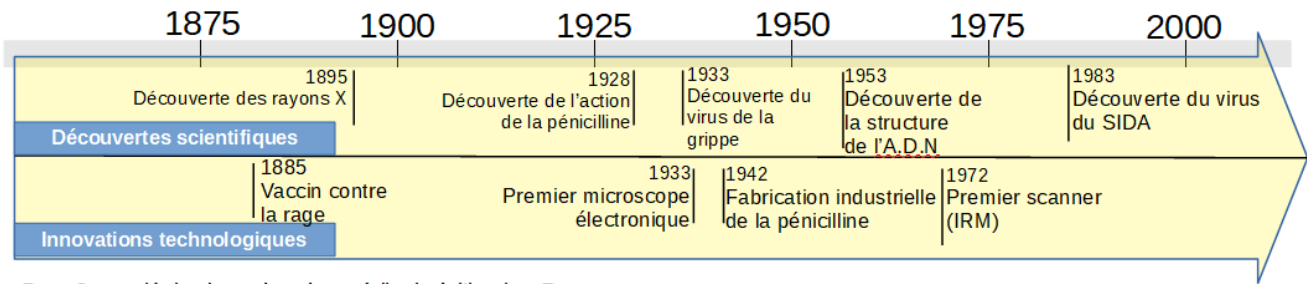 1875 1900 1925 1950 1975 2000
1895
Découverte des rayons X
1928
Découverte de l'action
de la pénicilline
1933
Découverte du
virus de la
grippe
1953
Découverte de
la structure
de l'A.D.N
1983
Découverte du virus
du SIDA
Découvertes scientifiques
1885
Vaccin contre
la rage
1933
Premier microscope
électronique
1942
Fabrication industrielle
de la pénicilline
1972
Premier scanner
(IRM)
Innovations technologiques